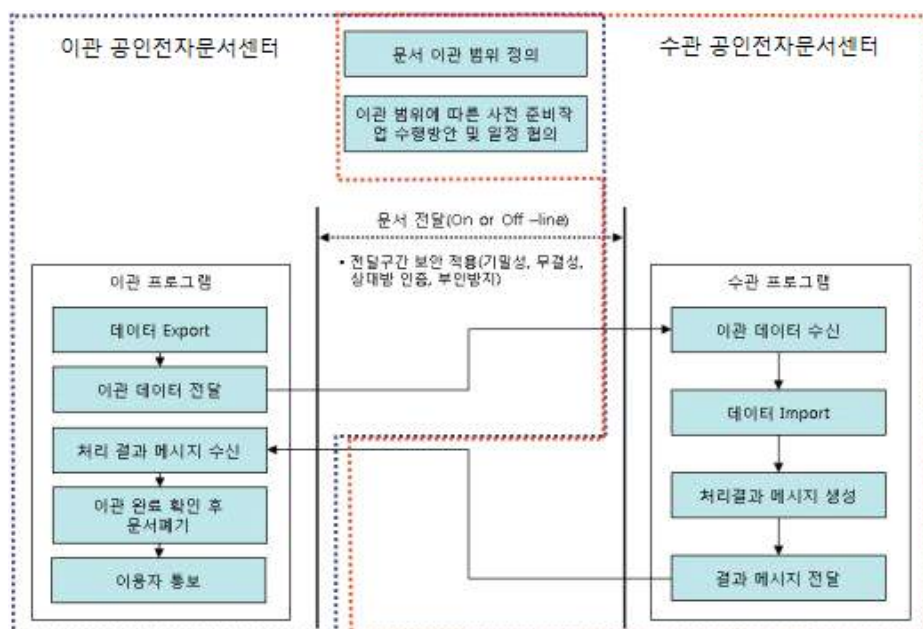 이관 공인전자문서센터
문서 이관 범위 정의
수관 공인전자문서센터
이관 범위에 따른 사전 준비작
업 수행방안 및 일정 협의
문서 전달(On or Off –line)
• 전달구간 보안 적용(기밀성, 무결성,
상대방 인증, 부인방지)
이관 프로그램
데이터 Export
이관 데이터 전달
처리 결과 메시지 수신
이관 완료 확인 후
문서폐기
이용자 통보
수관 프로그램
이관 데이터 수신
데이터 Import
처리결과 메시지 생성
결과 메시지 전달